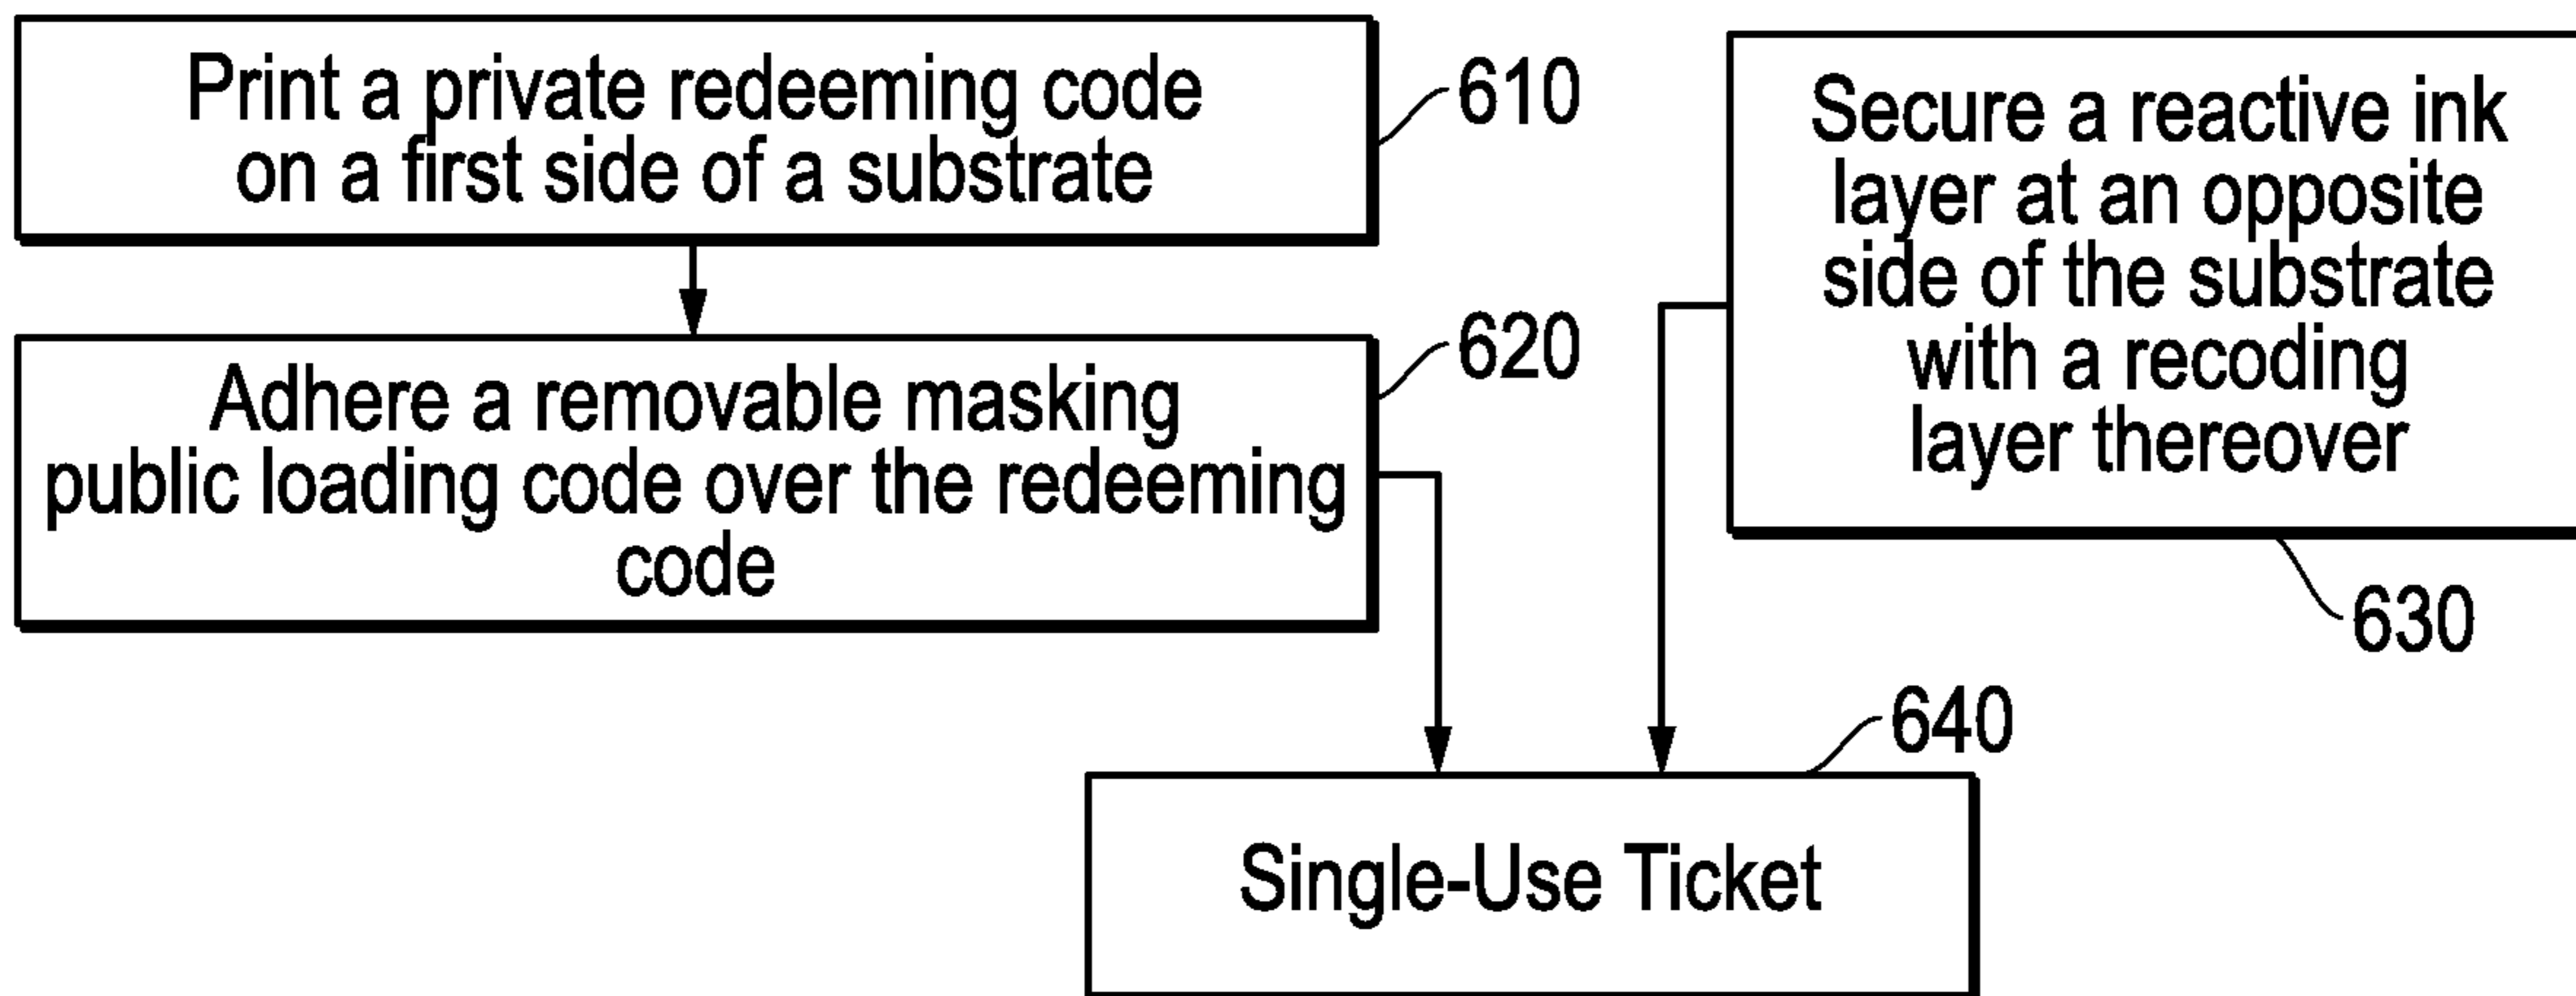 Print a private redeeming code
on a first side of a substrate
610
Adhere a removable masking
public loading code over the redeeming
code
620
Secure a reactive ink
layer at an opposite
side of the substrate
with a recoding
layer thereover
630
640
Single-Use Ticket